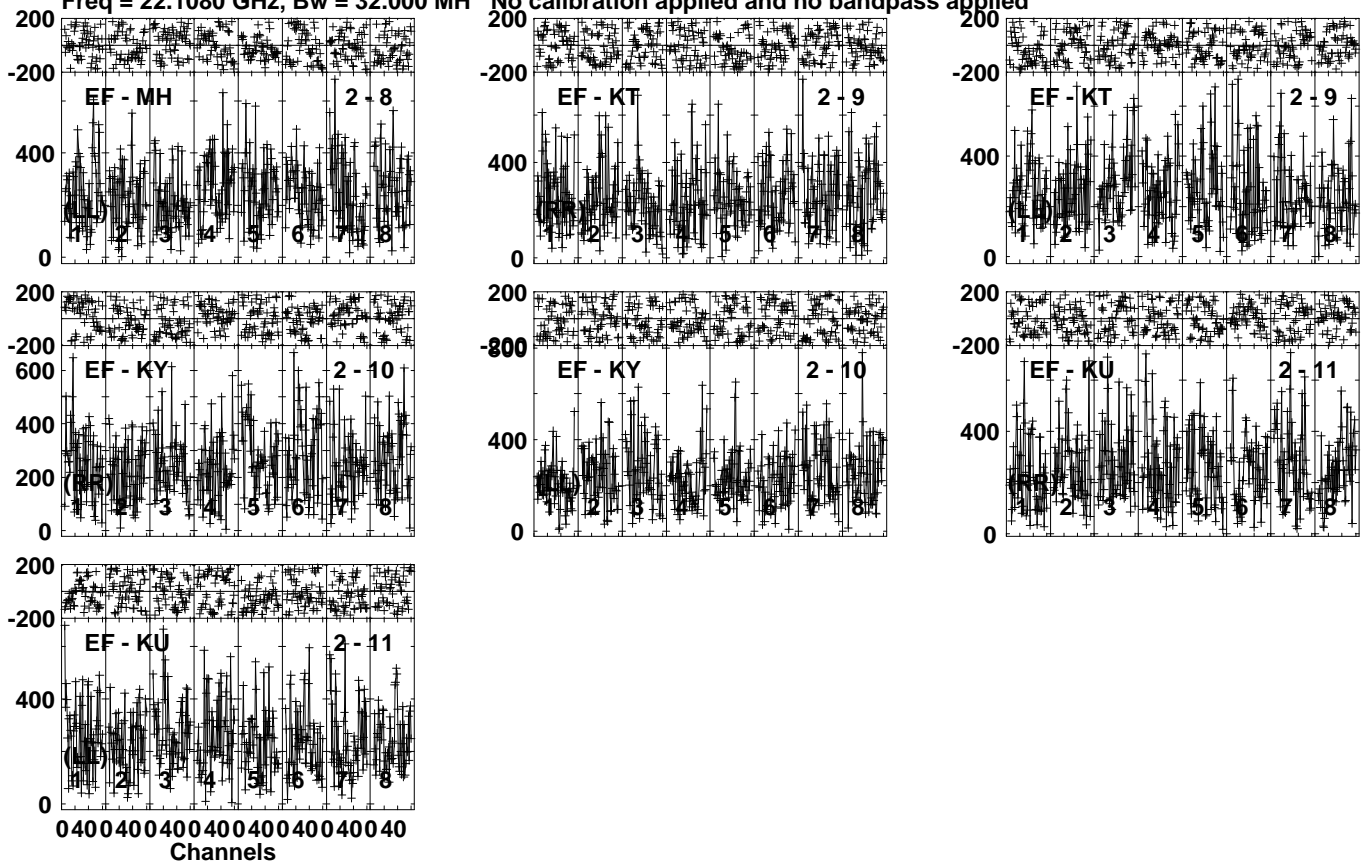 Freq = 22.1080 GHz, Bw = 32.000 MH No calibration applied and no bandpass applied
200 200 200
-200 -200 -200
EF - MH 2 - 8 EF - KT 2 - 9 EF - KT 2 - 9
400 400 400
(LL) (RR) (LL)
1 2 3 4 5 6 7 8 1 2 3 4 5 6 7 8 1 2 3 4 5 6 7 8
0 0 0
200 200 200
-200 -200 800 -200
600
EF - KY 2 - 10 EF - KY 2 - 10 EF - KU 2 - 11
400 400 400
200
(RR) (LL) (RR)
1 2 3 4 5 6 7 8 1 2 3 4 5 6 7 8 1 2 3 4 5 6 7 8
0 0 0
200
-200
EF - KU 2 - 11
400
(LL)
1 2 3 4 5 6 7 8
0
0 40 0 40 0 40 0 40 0 40 0 40 0 40 0 40
Channels